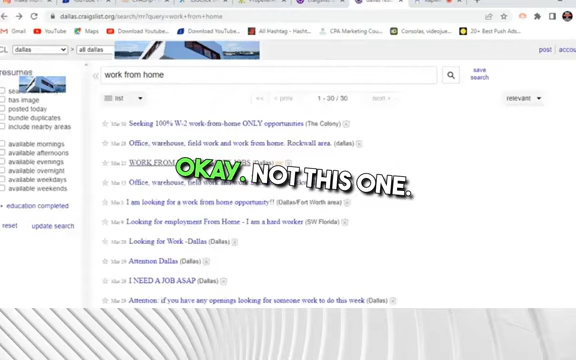 dallas.craigslist.org/search/rrr?query=work+from+home
Gmail
YouTube
Maps
Download YouTube...
Download YouTube...
All Hashtag - Hasht...
CPA Marketing Cou...
Consolas, videojue...
20+ Best Push Ads...
CL dallas > all dallas
post
accou
resumes
work from home
save search
has image
posted today
bundle duplicates
include nearby areas
list
<< < prev 1 - 30 / 30 next >
relevant
available mornings
available afternoons
available evenings
available overnight
available weekdays
available weekends
+ education completed
reset update search
Seeking 100% W-2 work-from-home ONLY opportunities (The Colony)
Office, warehouse, field work and work from home. Rockwall area. (dallas)
WORK FROM
Office, warehouse, field work and
I am looking for a work from home opportunity!! (Dallas/Fort Worth area)
Looking for employment From Home - I am a hard worker (SW Florida)
Looking for Work -Dallas (Dallas)
Attention Dallas (Dallas)
I NEED A JOB ASAP (Dallas)
Attention. if you have any openings looking for someone work to do this week (Dallas)
OKAY. NOT THIS ONE.